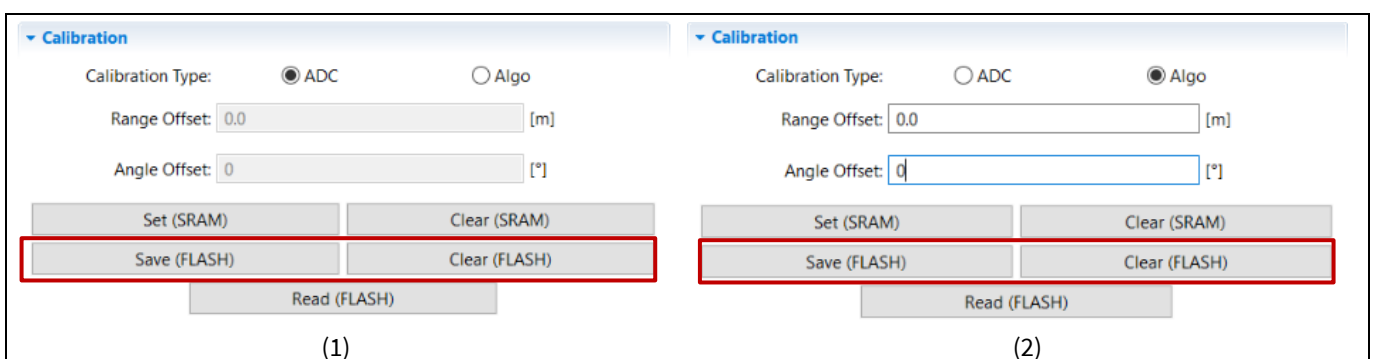 Calibration
Calibration Type: ADC Algo
Range Offset: 0.0 [m]
Angle Offset: 0 [°]
Set (SRAM) Clear (SRAM)
Save (FLASH) Clear (FLASH)
Read (FLASH)
(1)
Calibration
Calibration Type: ADC Algo
Range Offset: 0.0 [m]
Angle Offset: 0 [°]
Set (SRAM) Clear (SRAM)
Save (FLASH) Clear (FLASH)
Read (FLASH)
(2)